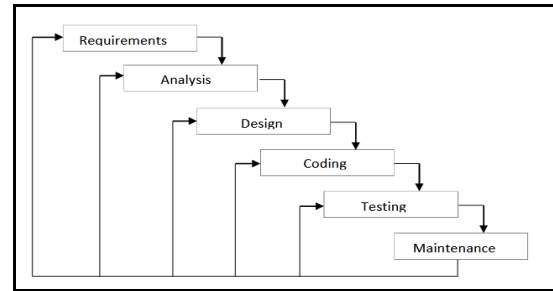 Requirements
Analysis
Design
Coding
Testing
Maintenance